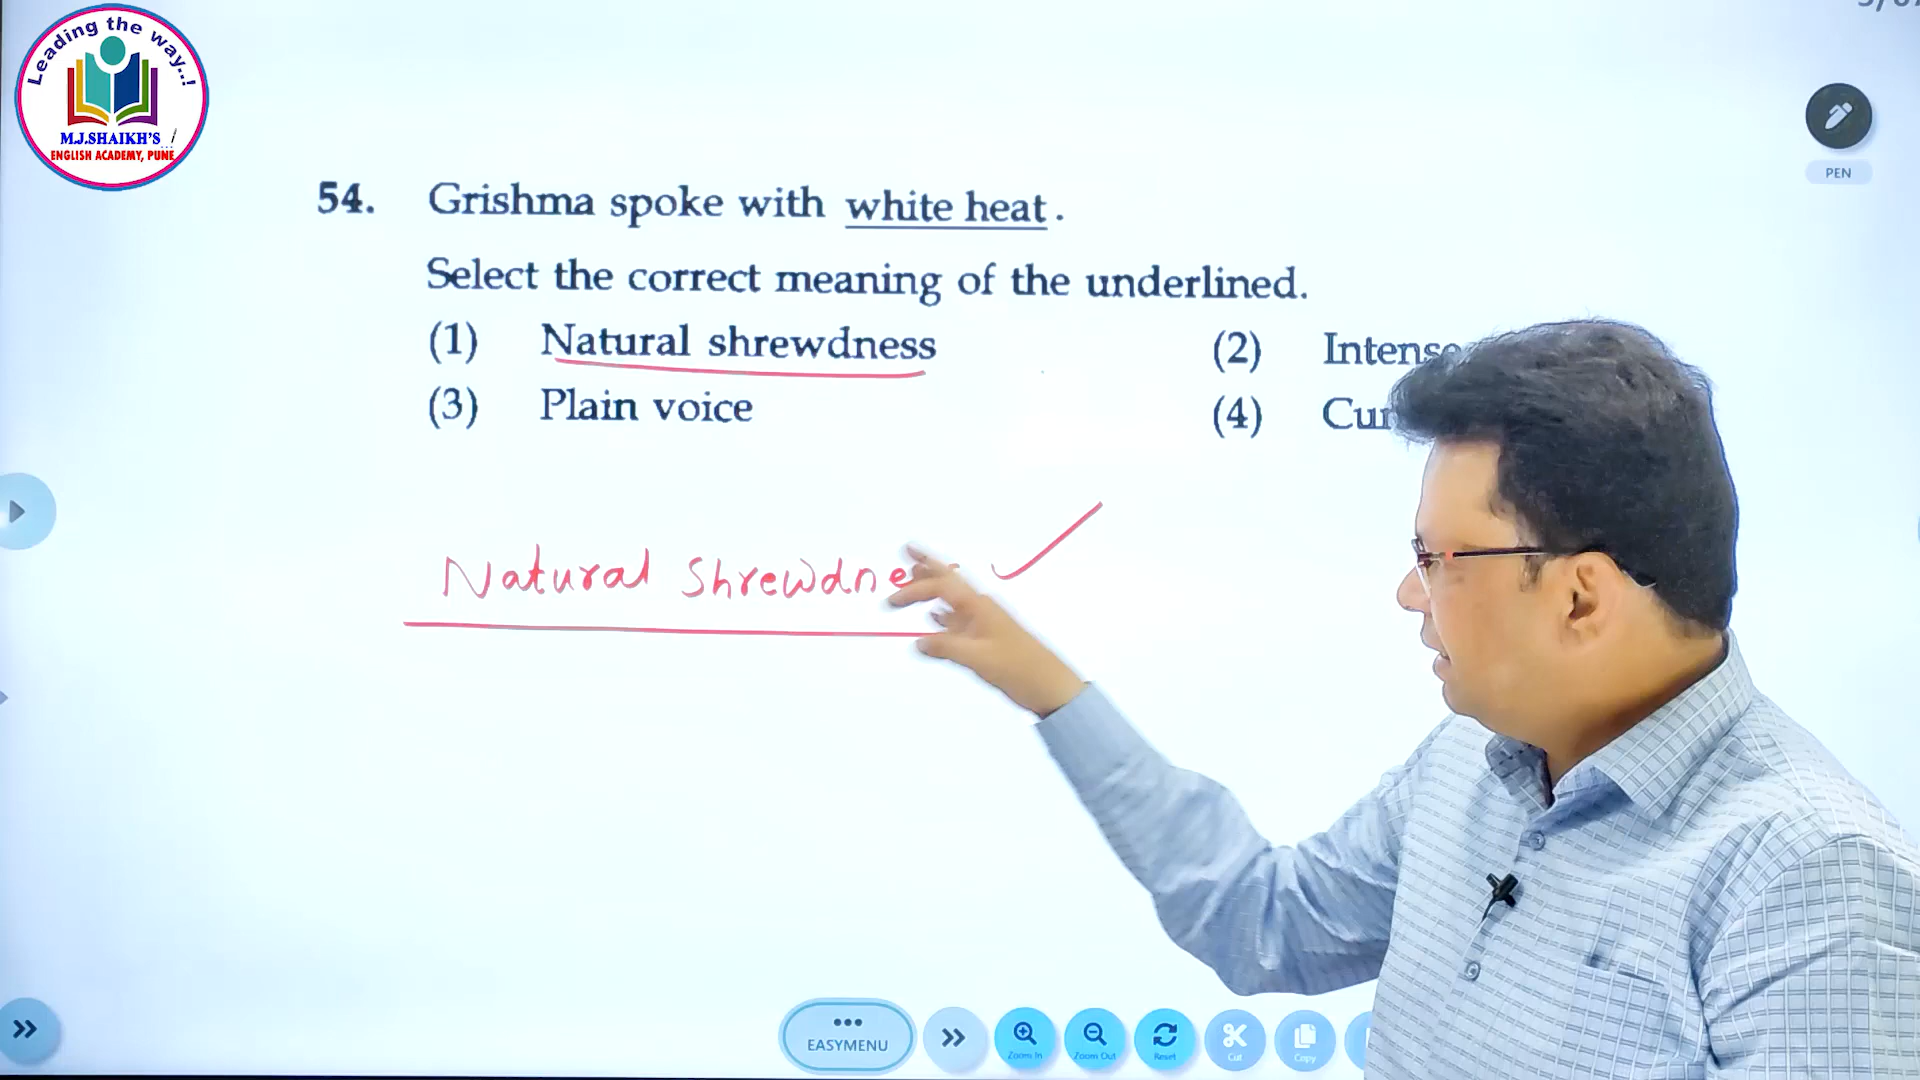 Leading the way..!
M.J.SHAIKH'S
ENGLISH ACADEMY, PUNE
PEN
54. Grishma spoke with white heat.
Select the correct meaning of the underlined.
(1) Natural shrewdness (2)
(3) Plain voice (4)
Natural Shrewdne
EASYMENU
Zoom In
Zoom Out
Reset
Cut
Copy